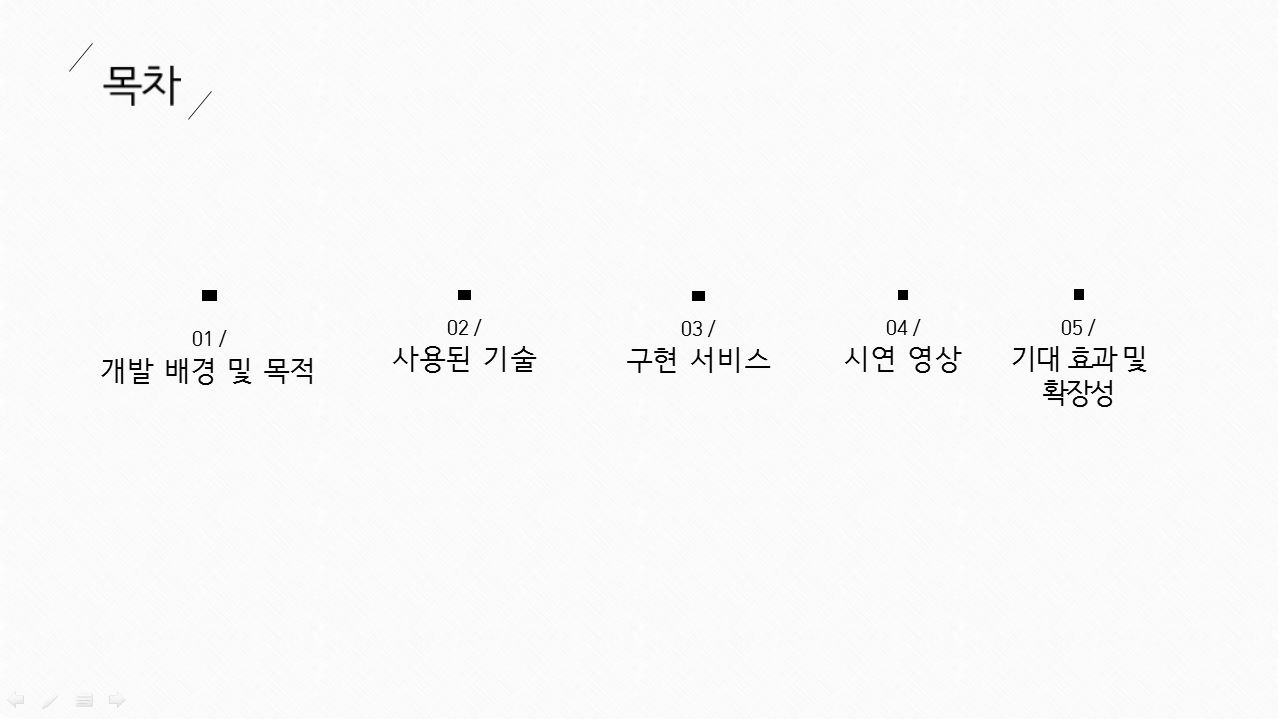 목차
01 /
개발 배경 및 목적
02 /
사용된 기술
03 /
구현 서비스
04 /
시연 영상
05 /
기대 효과 및
확장성